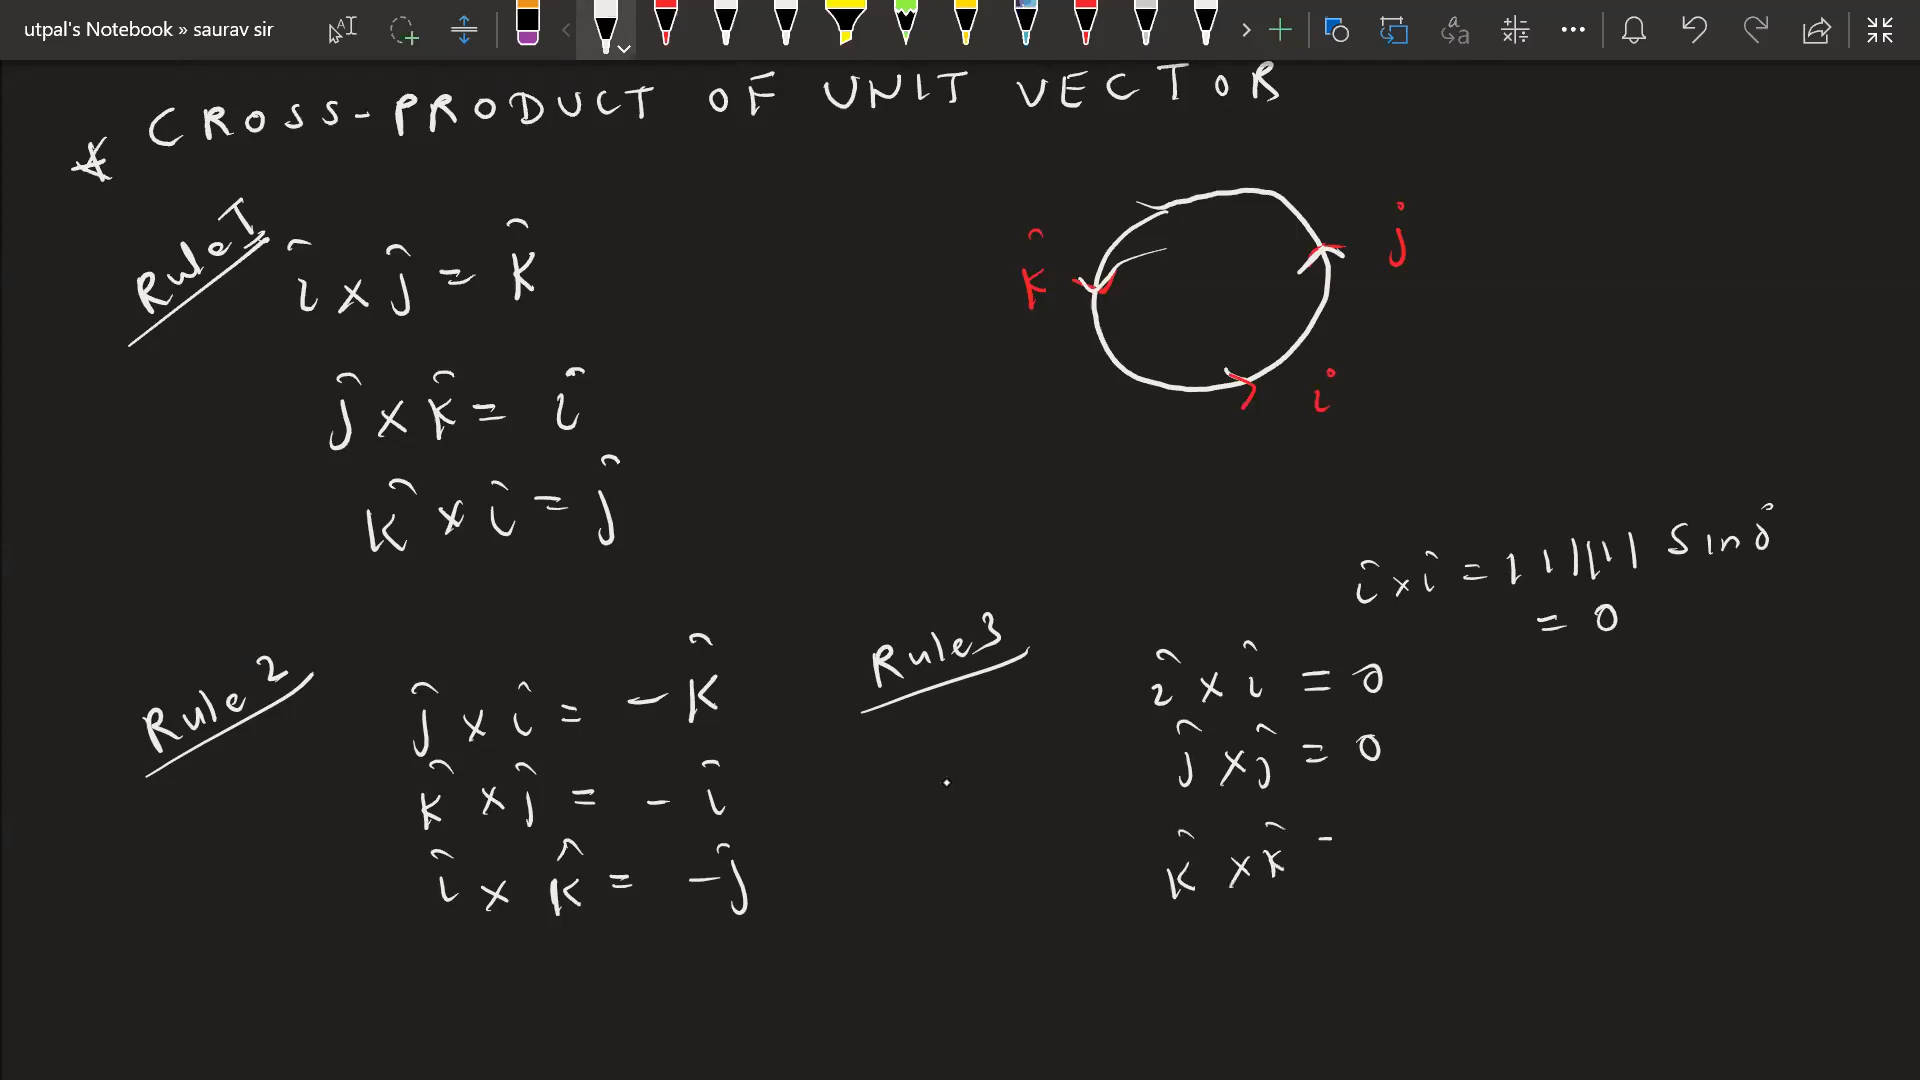 utpal's Notebook » saurav sir
* CROSS-PRODUCT OF UNIT VECTOR
Rule 1
î × ĵ = k̂
ĵ × k̂ = î
k̂ × î = ĵ
k̂
j
i
Rule 2
ĵ × î = - k̂
k̂ × ĵ = - î
î × k̂ = - ĵ
Rule 3
î × î = |1||1| Sin 0°
= 0
î × î = 0
ĵ × ĵ = 0
k̂ × k̂ -